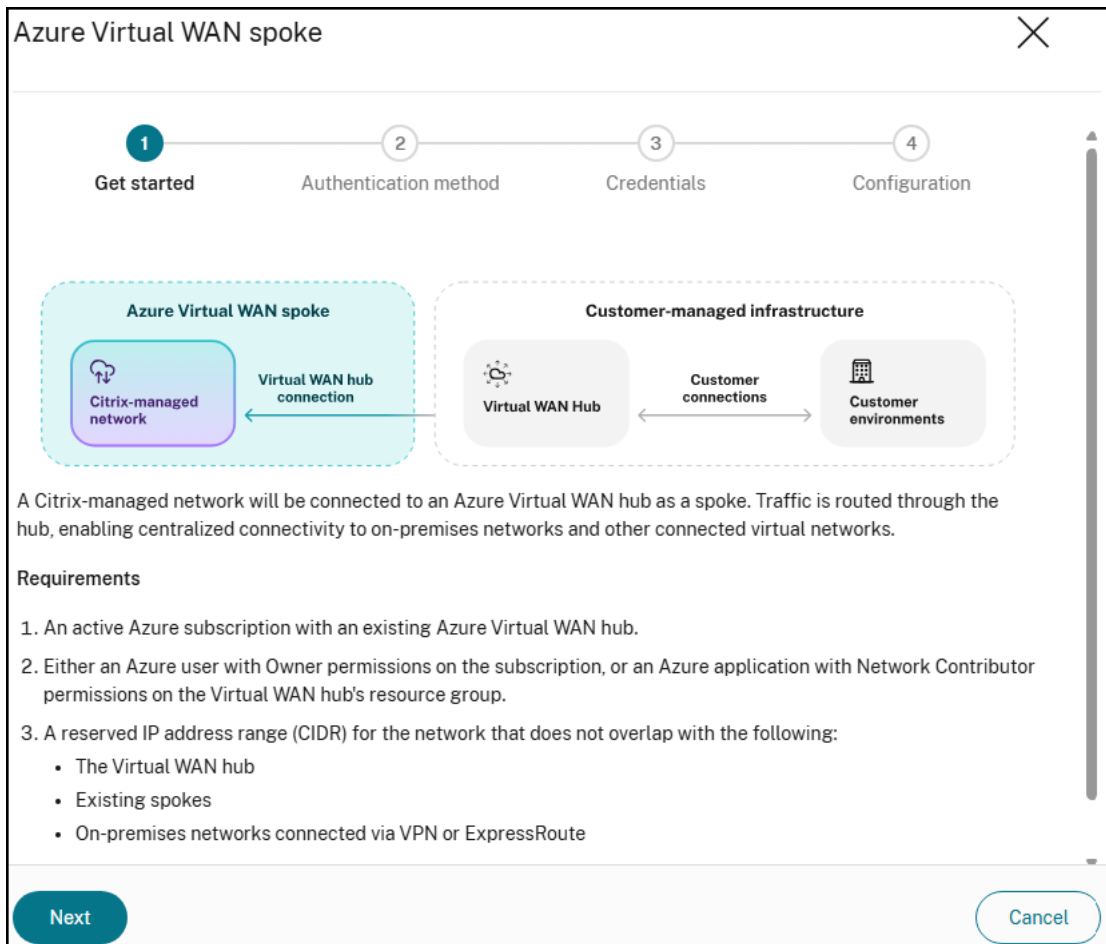 Azure Virtual WAN spoke
1
2
3
4
Get started
Authentication method
Credentials
Configuration
Azure Virtual WAN spoke
Citrix-managed
network
Virtual WAN hub
connection
Customer-managed infrastructure
Virtual WAN Hub
Customer
connections
Customer
environments
A Citrix-managed network will be connected to an Azure Virtual WAN hub as a spoke. Traffic is routed through the
hub, enabling centralized connectivity to on-premises networks and other connected virtual networks.
Requirements
1. An active Azure subscription with an existing Azure Virtual WAN hub.
2. Either an Azure user with Owner permissions on the subscription, or an Azure application with Network Contributor
permissions on the Virtual WAN hub's resource group.
3. A reserved IP address range (CIDR) for the network that does not overlap with the following:
• The Virtual WAN hub
• Existing spokes
• On-premises networks connected via VPN or ExpressRoute
Next
Cancel